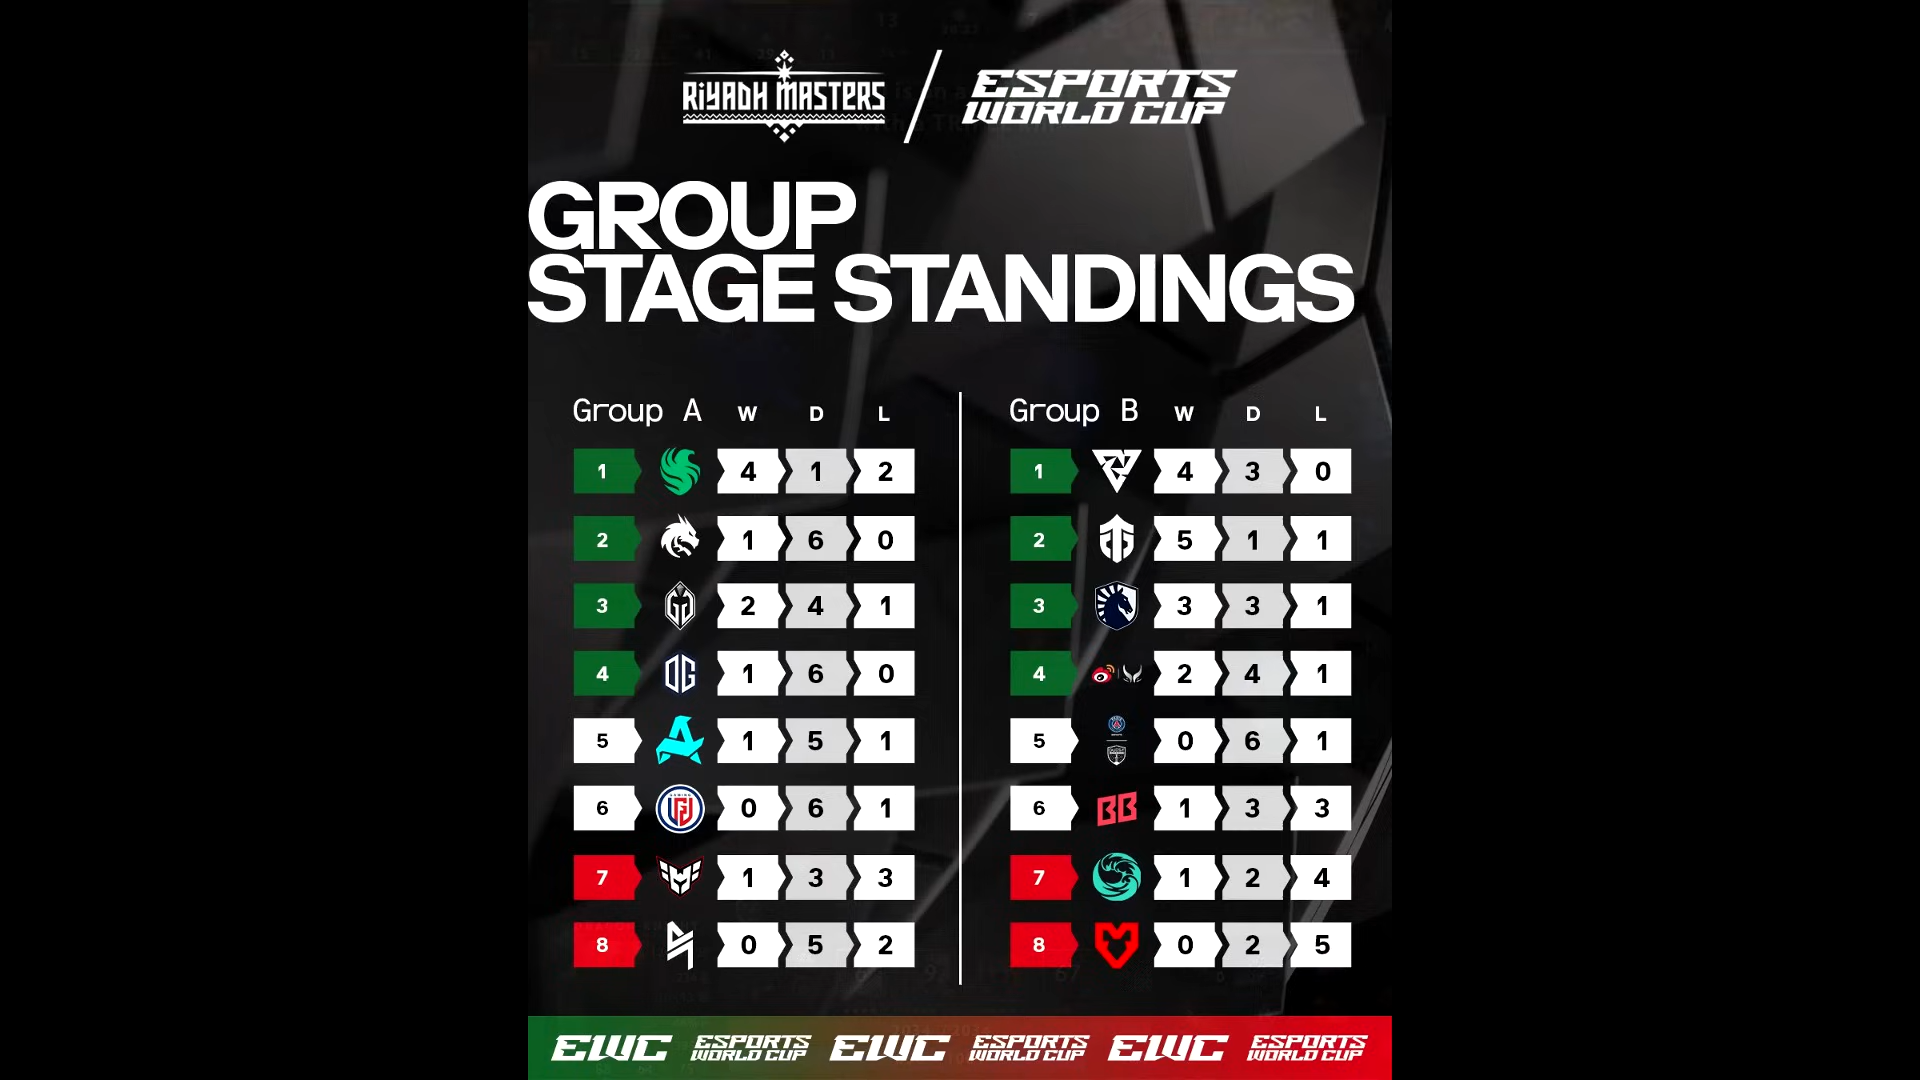 RIYADH MASTERS
ESPORTS
WORLD CUP
GROUP
STAGE STANDINGS
Group A W D L
1 4 1 2
2 1 6 0
3 2 4 1
4 OG 1 6 0
5 1 5 1
6 0 6 1
7 1 3 3
8 0 5 2
Group B W D L
1 4 3 0
2 5 1 1
3 3 3 1
4 2 4 1
5 0 6 1
6 BB 1 3 3
7 1 2 4
8 0 2 5
EWC ESPORTS WORLD CUP EWC ESPORTS WORLD CUP EWC ESPORTS WORLD CUP